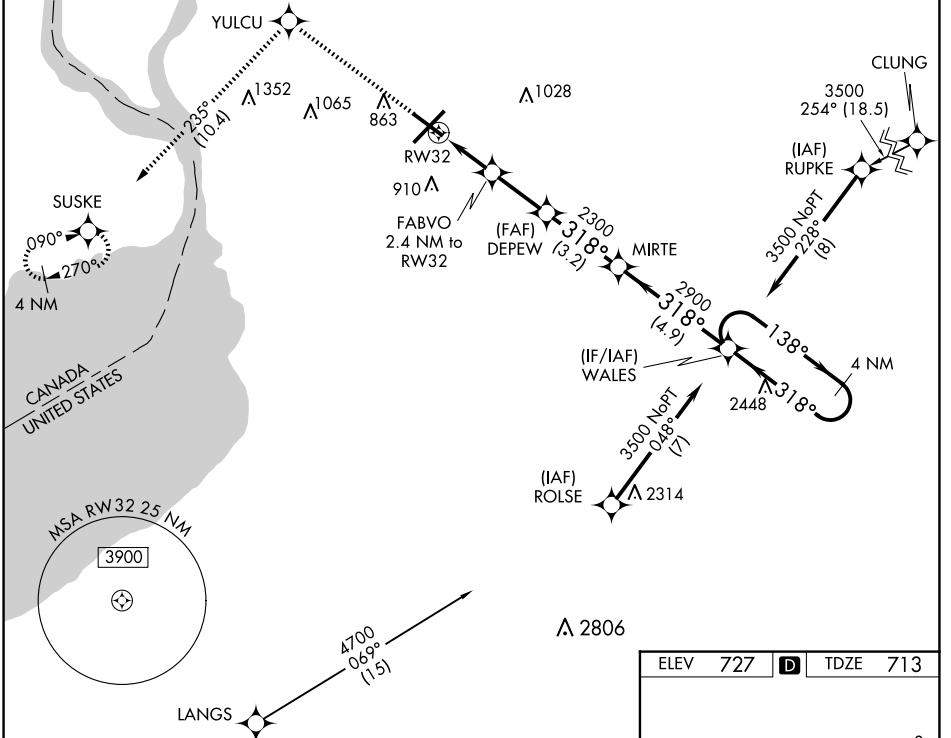 YULCU
CLUNG
1352
1065
863
1028
3500
254° (18.5)
235°
(10.4)
RW32
(IAF)
RUPKE
910
SUSKE
090°
270°
4 NM
FABVO
2.4 NM to
RW32
(FAF)
DEPEW
2300
318°
(3.2)
MIRTE
3500 NoPT
228°
(8)
2900
318°
(4.9)
(IF/IAF)
WALES
138°
4 NM
318°
2448
CANADA
UNITED STATES
3500 NoPT
048°
(7)
(IAF)
ROLSE
2314
MSA RW32 25 NM
3900
2806
4700
069°
(15)
LANGS
ELEV 727 D TDZE 713